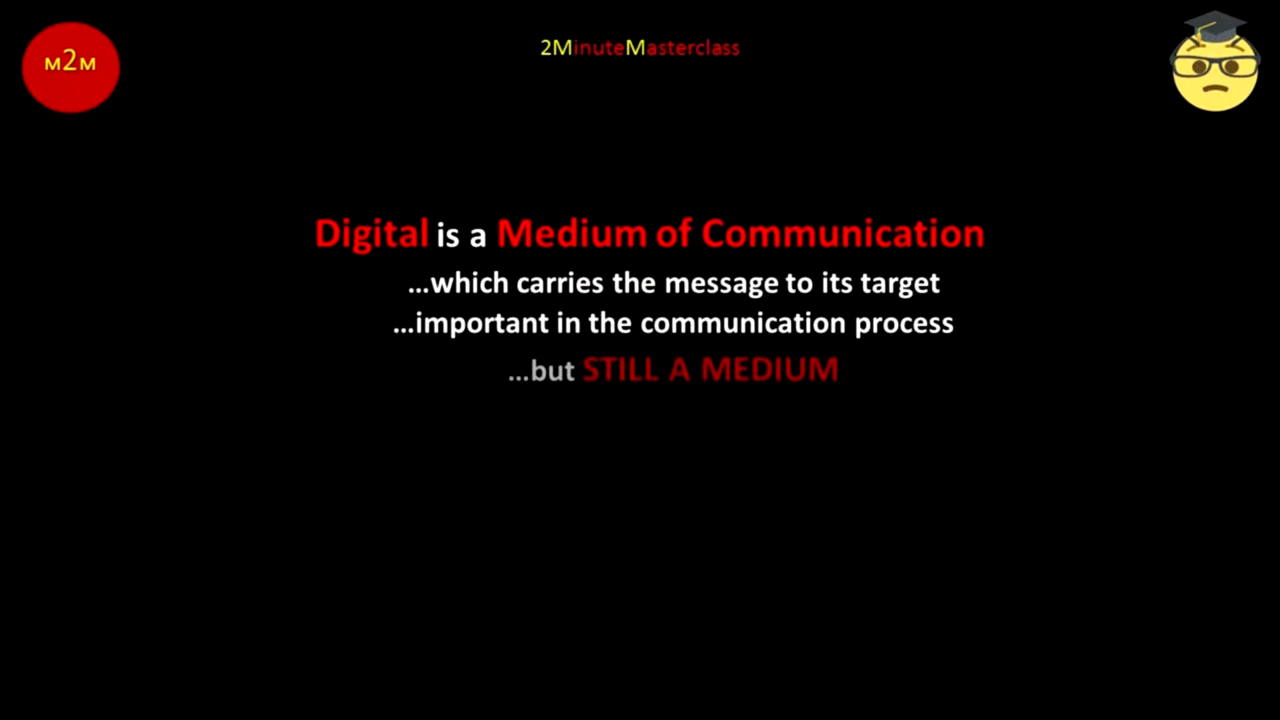 M2M
2MinuteMasterclass
Digital is a Medium of Communication
...which carries the message to its target
...important in the communication process
...but STILL A MEDIUM